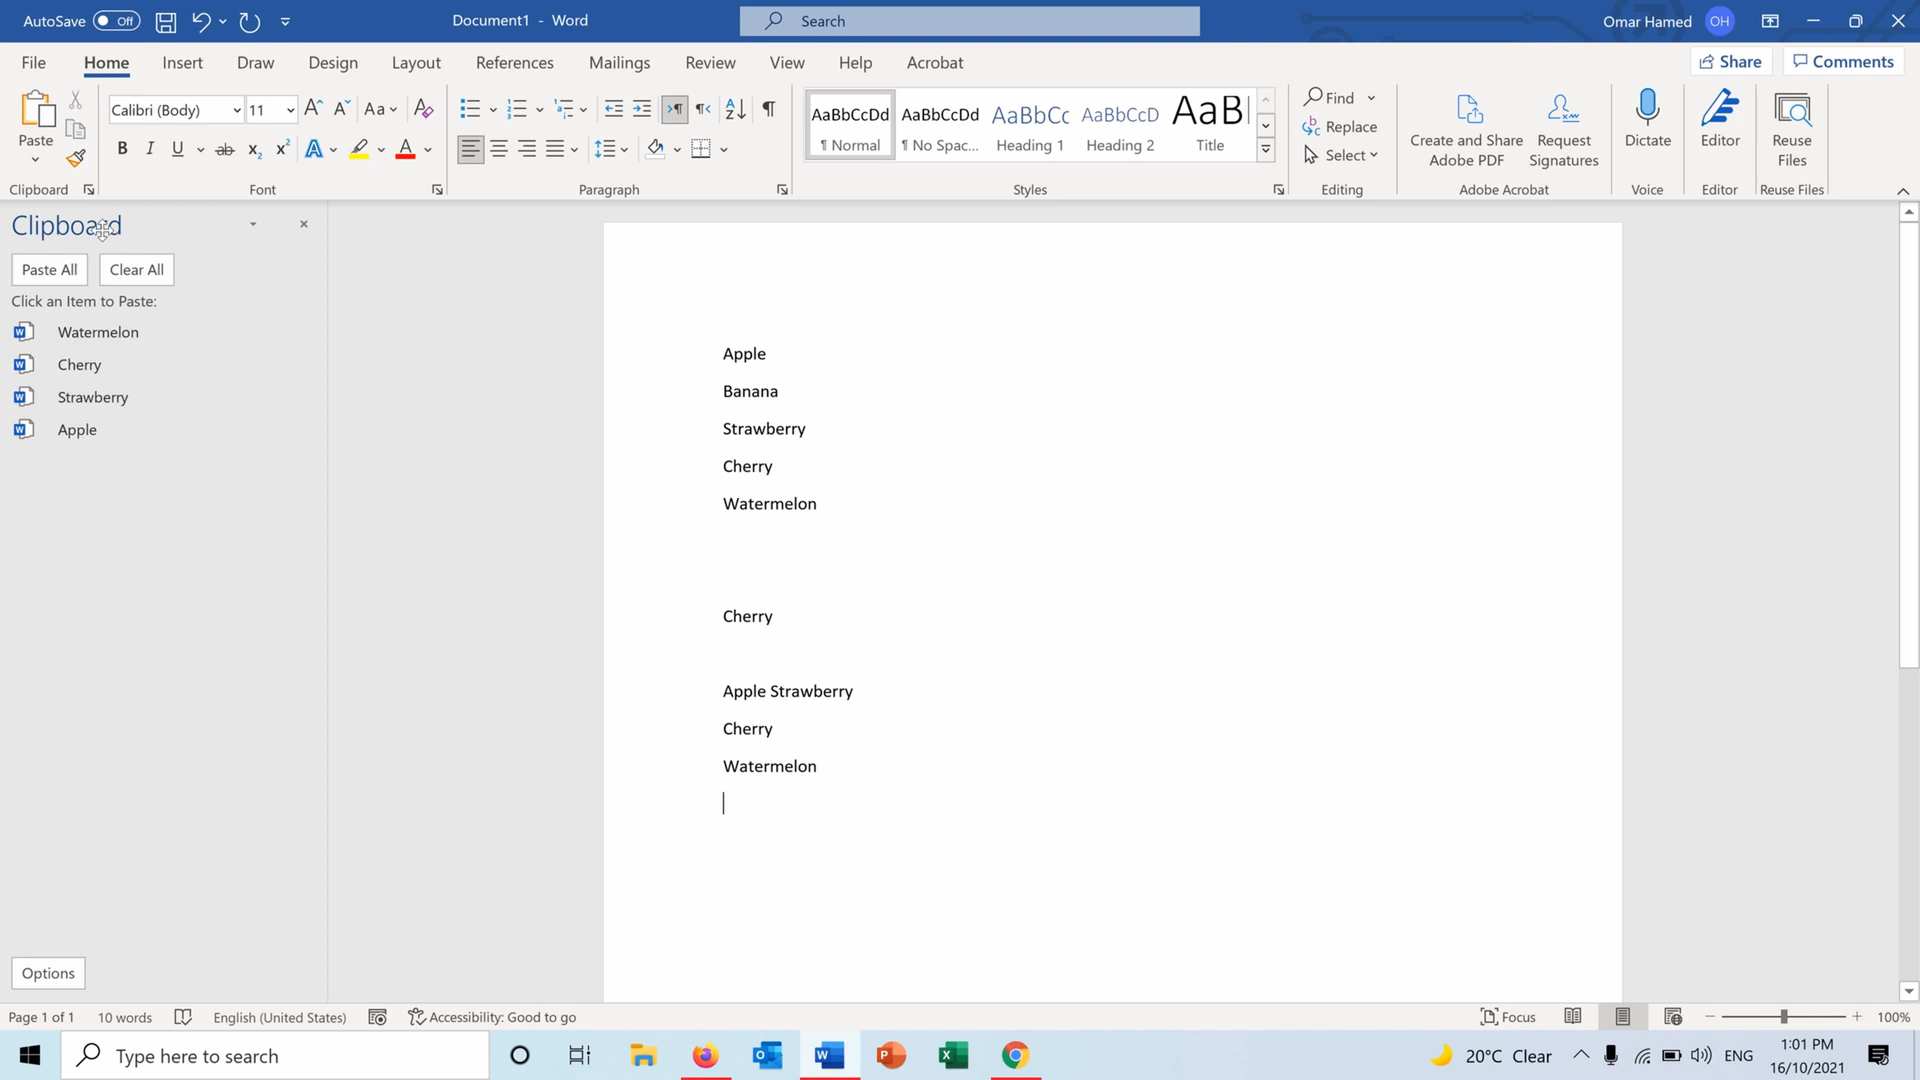 AutoSave Off Document1 - Word Search Omar Hamed OH
File Home Insert Draw Design Layout References Mailings Review View Help Acrobat Share Comments
Paste Calibri (Body) 11 Aa
AaBbCcDd AaBbCcDd AaBbCc AaBbCcD AaB
¶ Normal ¶ No Spac... Heading 1 Heading 2 Title
Find
Replace
Select
Create and Share
Adobe PDF
Request
Signatures
Dictate
Editor
Reuse
Files
Clipboard Font Paragraph Styles Editing Adobe Acrobat Voice Editor Reuse Files
Clipboard
Paste All Clear All
Click an Item to Paste:
Watermelon
Cherry
Strawberry
Apple
Options
Apple
Banana
Strawberry
Cherry
Watermelon
Cherry
Apple Strawberry
Cherry
Watermelon
Page 1 of 1 10 words English (United States) Accessibility: Good to go Focus 100%
Type here to search 20°C Clear ENG
1:01 PM
16/10/2021